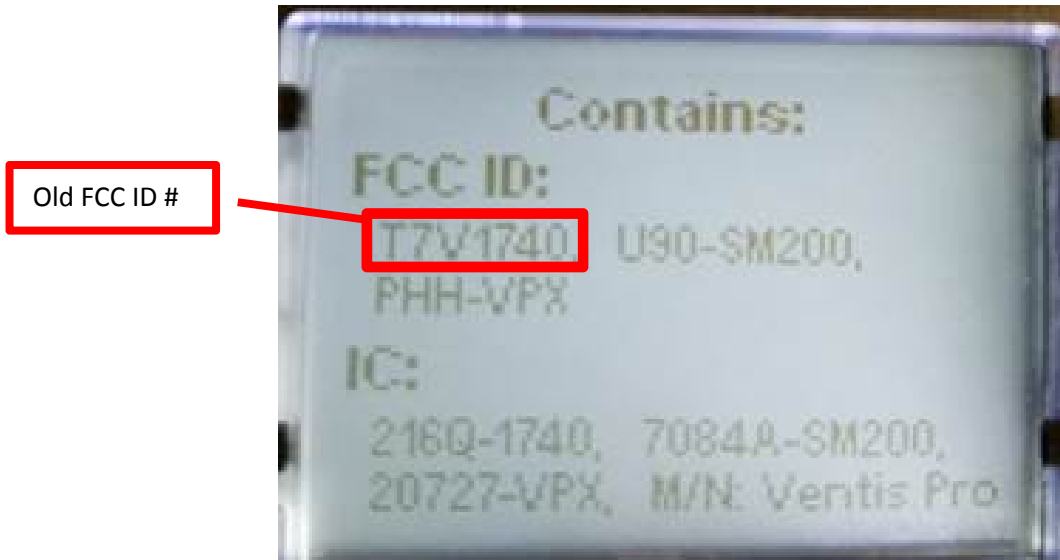 Contains:
FCC ID:
Old FCC ID #
T7V1740, U90-SM200,
PHH-VPX
IC:
216Q-1740, 7084A-SM200,
20727-VPX, M/N: Ventis Pro